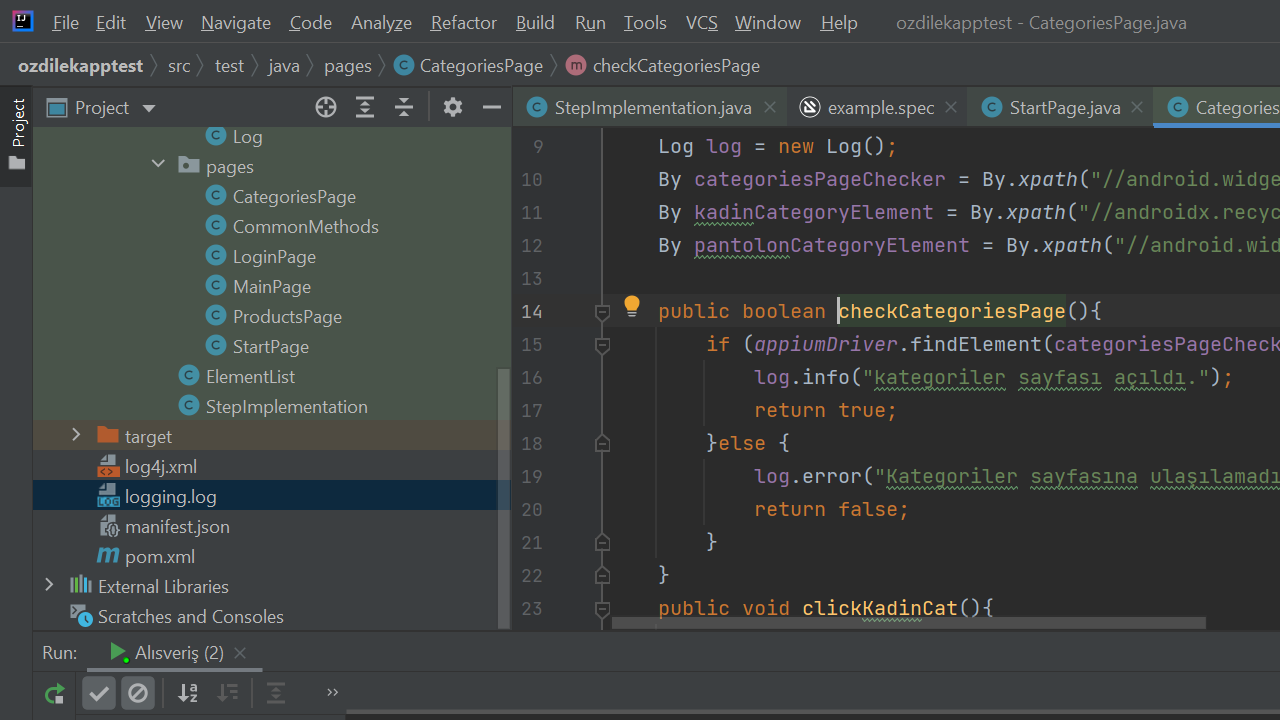 File Edit View Navigate Code Analyze Refactor Build Run Tools VCS Window Help ozdilekapptest - CategoriesPage.java
ozdilekapptest src test java pages CategoriesPage checkCategoriesPage
Project
Project
StepImplementation.java example.spec StartPage.java Categories
Log
pages
CategoriesPage
CommonMethods
LoginPage
MainPage
ProductsPage
StartPage
ElementList
StepImplementation
target
log4j.xml
logging.log
manifest.json
pom.xml
External Libraries
Scratches and Consoles
9 Log log = new Log();
10 By categoriesPageChecker = By.xpath("//android.widge
11 By kadinCategoryElement = By.xpath("//androidx.recyc
12 By pantolonCategoryElement = By.xpath("//android.wid
13
14 public boolean checkCategoriesPage(){
15 if (appiumDriver.findElement(categoriesPageCheck
16 log.info("kategoriler sayfası açıldı.");
17 return true;
18 }else {
19 log.error("Kategoriler sayfasına ulaşılamadı
20 return false;
21 }
22 }
23 public void clickKadinCat(){
Run: Alısveriş (2)